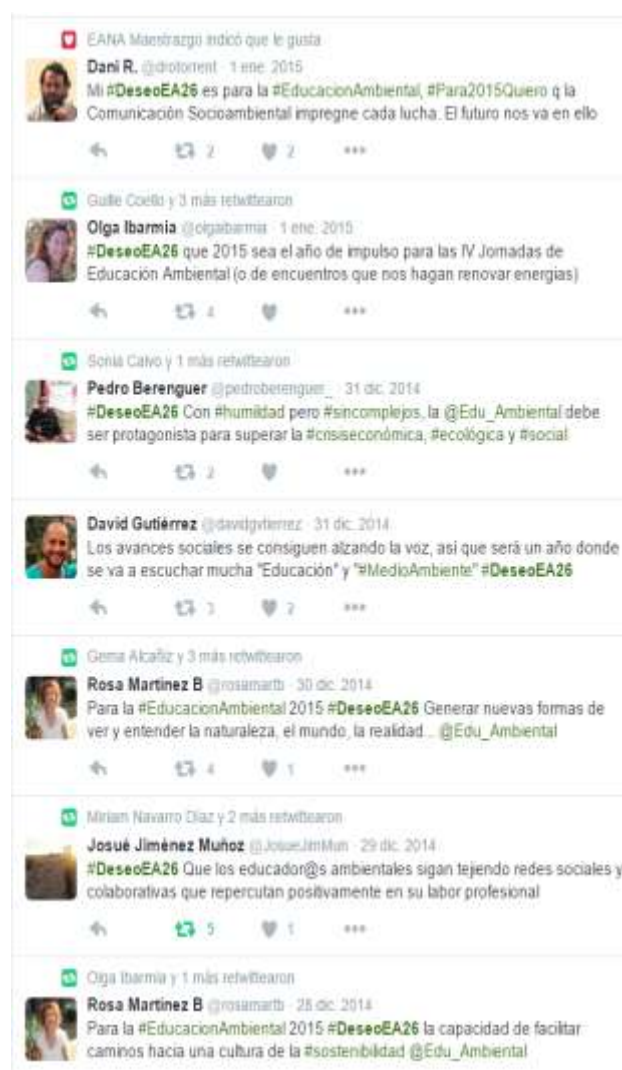 EANA Maestrazgo indicó que le gusta
Dani R. @drotorrent · 1 ene. 2015
Mi #DeseoEA26 es para la #EducacionAmbiental, #Para2015Quiero q la
Comunicación Socioambiental impregne cada lucha. El futuro nos va en ello
2 2
Guille Coello y 3 más retwittearon
Olga Ibarmia @olgaibarmia · 1 ene. 2015
#DeseoEA26 que 2015 sea el año de impulso para las IV Jornadas de
Educación Ambiental (o de encuentros que nos hagan renovar energías)
4
Sonia Calvo y 1 más retwittearon
Pedro Berenguer @pedroberenguer_ · 31 dic. 2014
#DeseoEA26 Con #humildad pero #sincomplejos, la @Edu_Ambiental debe
ser protagonista para superar la #crisiseconómica, #ecológica y #social
2
David Gutiérrez @davidgvtierrez · 31 dic. 2014
Los avances sociales se consiguen alzando la voz, así que será un año donde
se va a escuchar mucha "Educación" y "#MedioAmbiente" #DeseoEA26
3 2
Gema Alcañiz y 3 más retwittearon
Rosa Martinez B @rosamartb · 30 dic. 2014
Para la #EducacionAmbiental 2015 #DeseoEA26 Generar nuevas formas de
ver y entender la naturaleza, el mundo, la realidad... @Edu_Ambiental
4 1
Miriam Navarro Díaz y 2 más retwittearon
Josué Jiménez Muñoz @JosueJimMun · 29 dic. 2014
#DeseoEA26 Que los educador@s ambientales sigan tejiendo redes sociales y
colaborativas que repercutan positivamente en su labor profesional
5 1
Olga Ibarmia y 1 más retwittearon
Rosa Martinez B @rosamartb · 28 dic. 2014
Para la #EducacionAmbiental 2015 #DeseoEA26 la capacidad de facilitar
caminos hacia una cultura de la #sostenibilidad @Edu_Ambiental